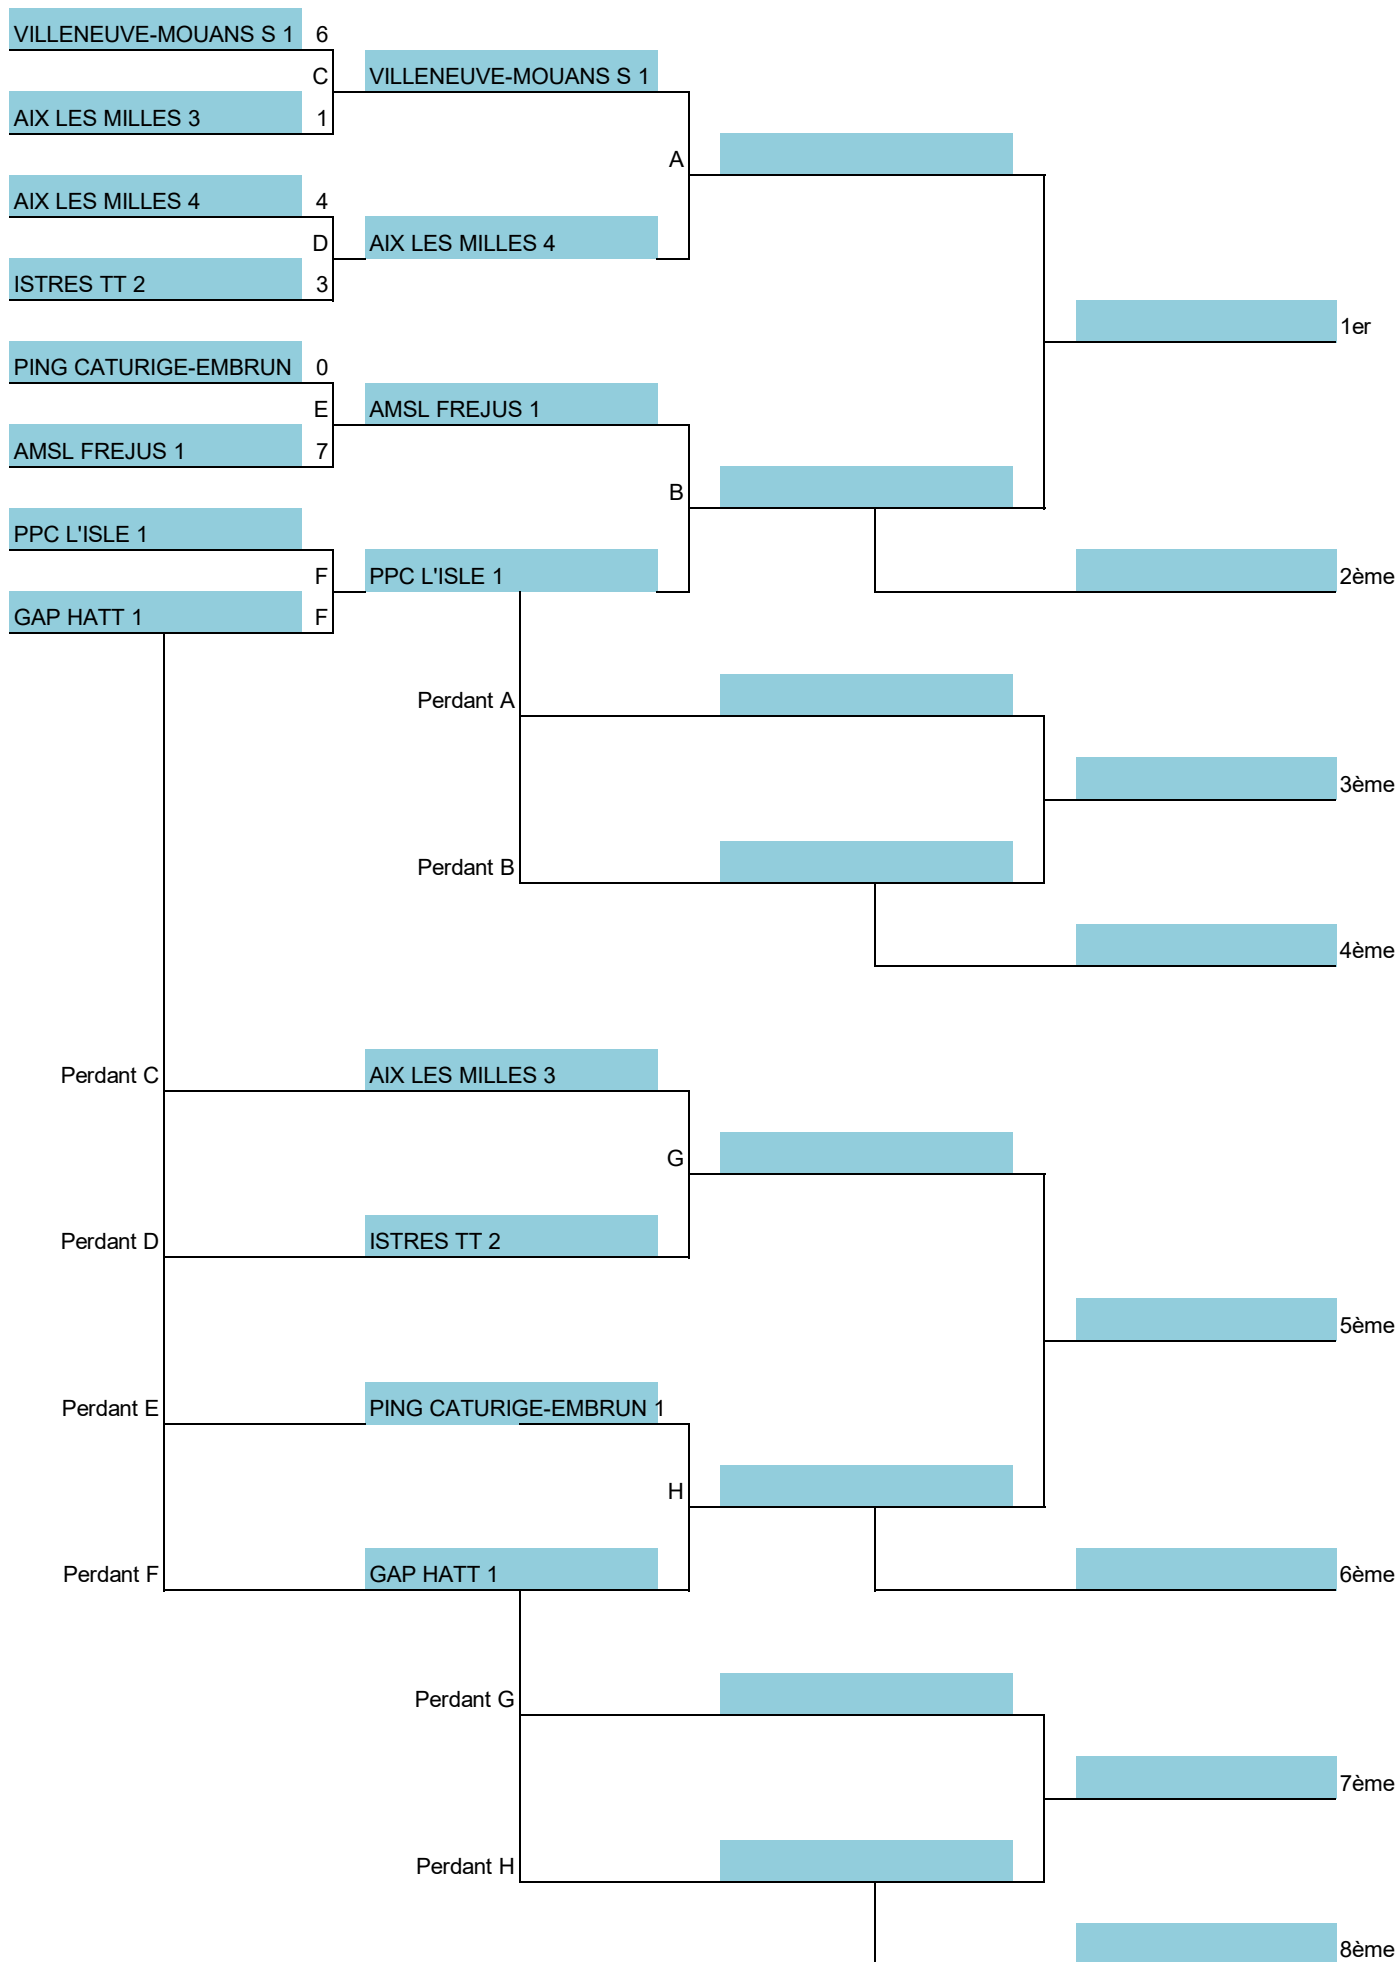 VILLENEUVE-MOUANS S 1 6
C VILLENEUVE-MOUANS S 1
AIX LES MILLES 3 1
A
AIX LES MILLES 4 4
D AIX LES MILLES 4
ISTRES TT 2 3
1er
PING CATURIGE-EMBRUN 0
E AMSL FREJUS 1
AMSL FREJUS 1 7
B
PPC L'ISLE 1
F PPC L'ISLE 1 2ème
GAP HATT 1 F
Perdant A
3ème
Perdant B
4ème
Perdant C AIX LES MILLES 3
G
Perdant D ISTRES TT 2
5ème
Perdant E PING CATURIGE-EMBRUN 1
H
Perdant F GAP HATT 1 6ème
Perdant G
7ème
Perdant H
8ème